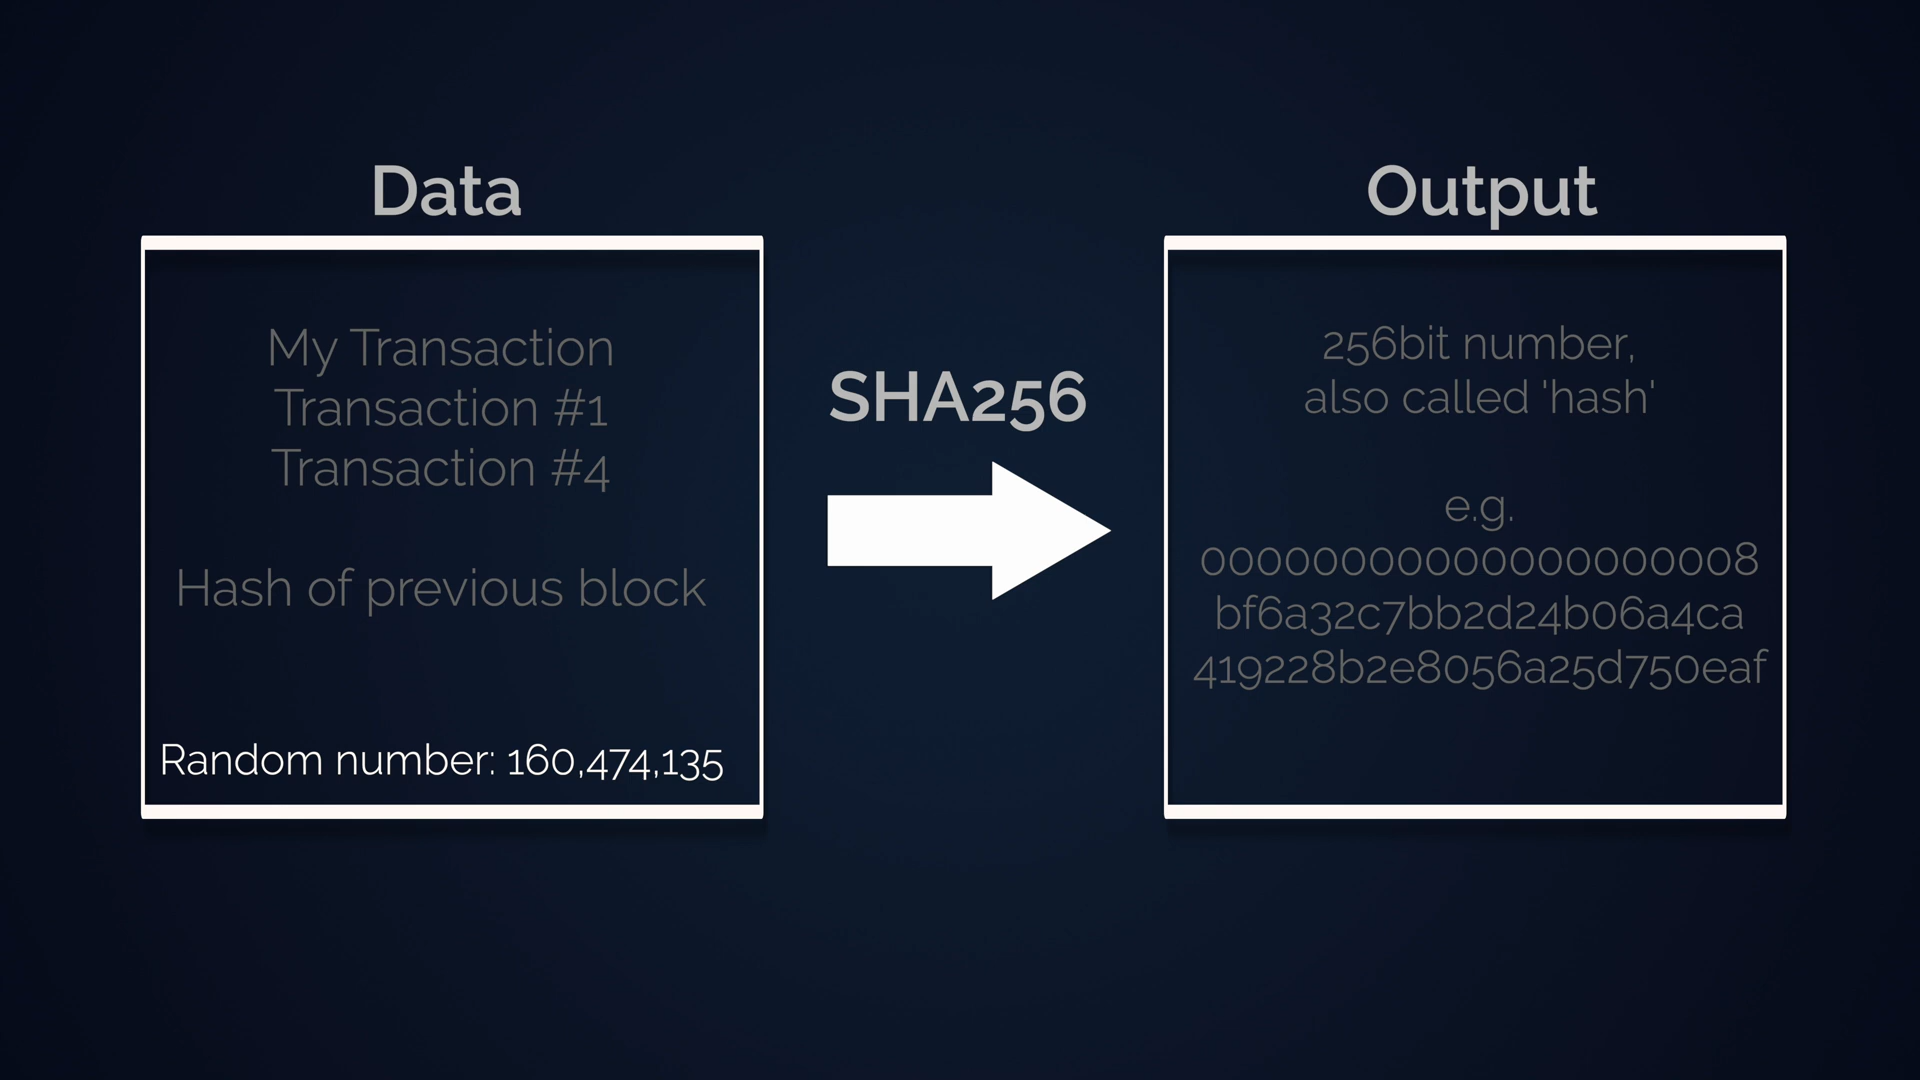 Data
My Transaction
Transaction #1
Transaction #4
Hash of previous block
Random number: 160,474,135
SHA256
Output
256bit number,
also called 'hash'
e.g.
00000000000000000008
bf6a32c7bb2d24b06a4ca
419228b2e8056a25d750eaf